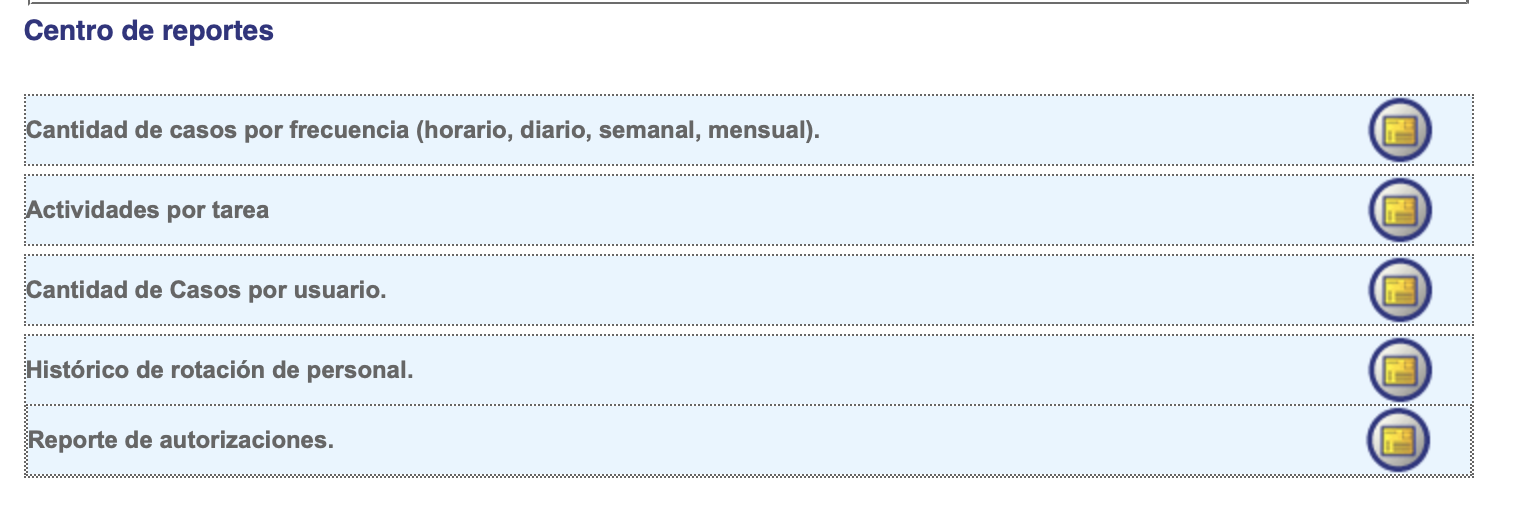 Centro de reportes
Cantidad de casos por frecuencia (horario, diario, semanal, mensual).
Actividades por tarea
Cantidad de Casos por usuario.
Histórico de rotación de personal.
Reporte de autorizaciones.